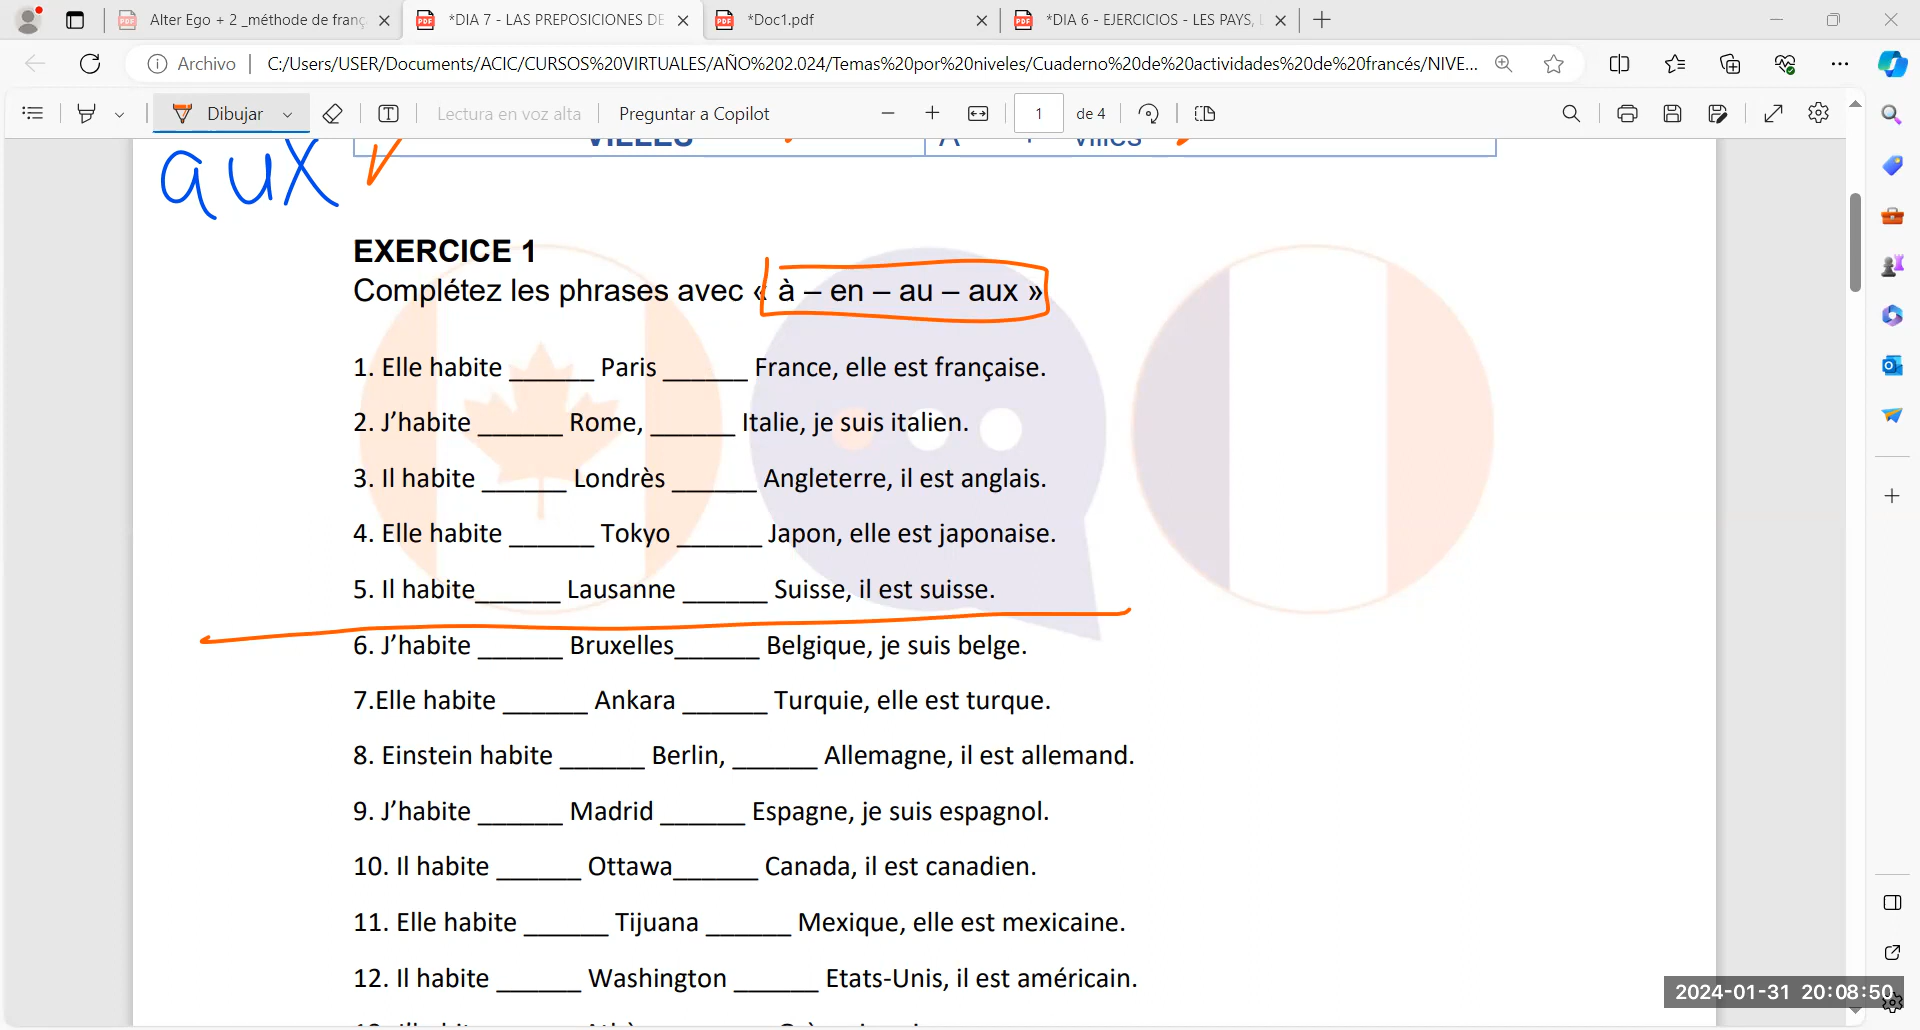 Alter Ego + 2 _méthode de franç
*DIA 7 - LAS PREPOSICIONES DE
*Doc1.pdf
*DIA 6 - EJERCICIOS - LES PAYS, L
Archivo
C:/Users/USER/Documents/ACIC/CURSOS%20VIRTUALES/AÑO%202.024/Temas%20por%20niveles/Cuaderno%20de%20actividades%20de%20francés/NIVE...
Dibujar
Lectura en voz alta
Preguntar a Copilot
1 de 4
aux
VILLES
À + villes
EXERCICE 1
Complétez les phrases avec « à – en – au – aux »
1. Elle habite ______ Paris ______ France, elle est française.
2. J’habite ______ Rome, ______ Italie, je suis italien.
3. Il habite ______ Londrès ______ Angleterre, il est anglais.
4. Elle habite ______ Tokyo ______ Japon, elle est japonaise.
5. Il habite______ Lausanne ______ Suisse, il est suisse.
6. J’habite ______ Bruxelles______ Belgique, je suis belge.
7.Elle habite ______ Ankara ______ Turquie, elle est turque.
8. Einstein habite ______ Berlin, ______ Allemagne, il est allemand.
9. J’habite ______ Madrid ______ Espagne, je suis espagnol.
10. Il habite ______ Ottawa______ Canada, il est canadien.
11. Elle habite ______ Tijuana ______ Mexique, elle est mexicaine.
12. Il habite ______ Washington ______ Etats-Unis, il est américain.
2024-01-31 20:08:50